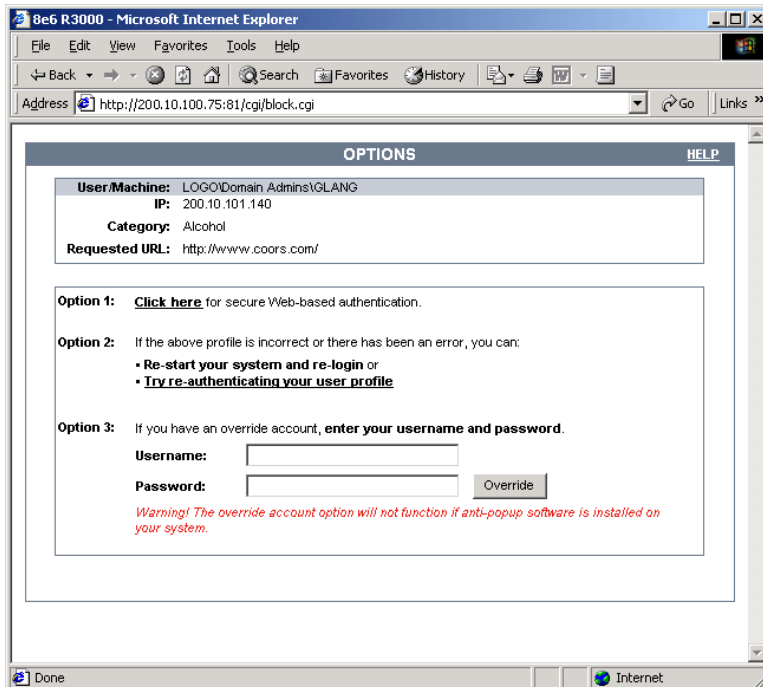 8e6 R3000 - Microsoft Internet Explorer
File Edit View Favorites Tools Help
Back Search Favorites History
Address http://200.10.100.75:81/cgi/block.cgi Go Links »
OPTIONS HELP
User/Machine: LOGO\Domain Admins\GLANG
IP: 200.10.101.140
Category: Alcohol
Requested URL: http://www.coors.com/
Option 1: Click here for secure Web-based authentication.
Option 2: If the above profile is incorrect or there has been an error, you can:
▪ Re-start your system and re-login or
▪ Try re-authenticating your user profile
Option 3: If you have an override account, enter your username and password.
Username:
Password: Override
Warning! The override account option will not function if anti-popup software is installed on
your system.
Done Internet